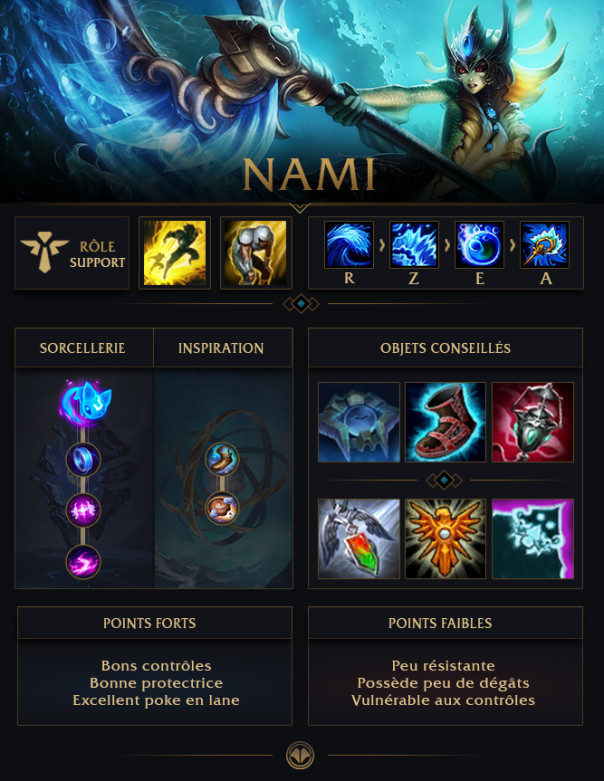 NAMI
RÔLE
SUPPORT
R
Z
E
A
SORCELLERIE
INSPIRATION
OBJETS CONSEILLÉS
POINTS FORTS
Bons contrôles
Bonne protectrice
Excellent poke en lane
POINTS FAIBLES
Peu résistante
Possède peu de dégâts
Vulnérable aux contrôles